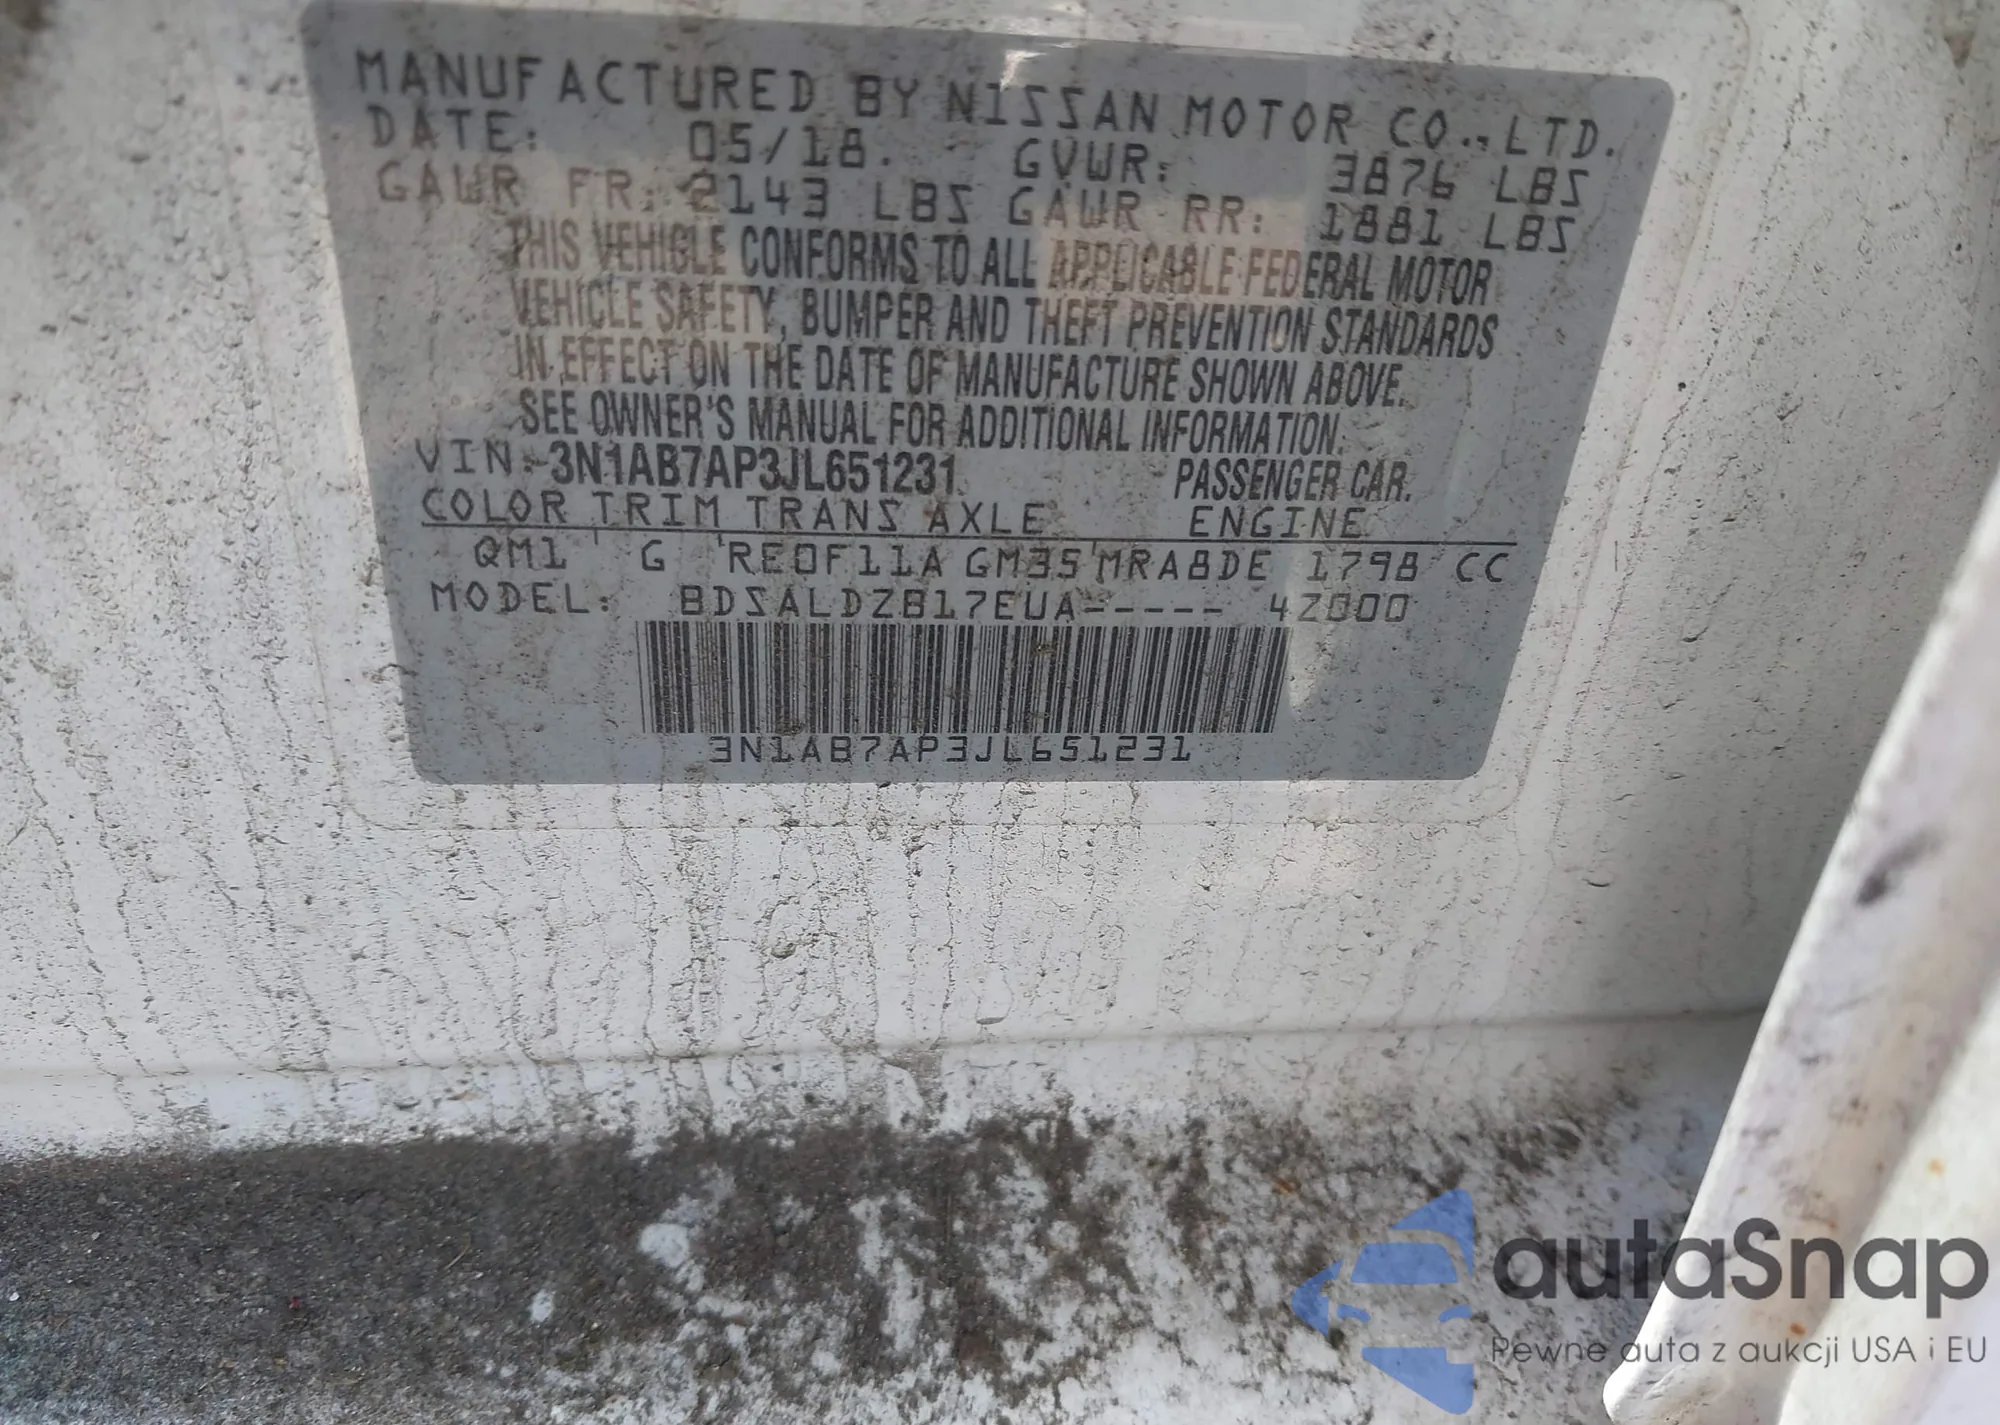 MANUFACTURED BY NISSAN MOTOR CO., LTD.
DATE: 05/18. GVWR: 3876 LBS
GAWR FR: 2143 LBS GAWR RR: 1881 LBS
THIS VEHICLE CONFORMS TO ALL APPLICABLE FEDERAL MOTOR
VEHICLE SAFETY, BUMPER AND THEFT PREVENTION STANDARDS
IN EFFECT ON THE DATE OF MANUFACTURE SHOWN ABOVE.
SEE OWNER'S MANUAL FOR ADDITIONAL INFORMATION.
VIN: 3N1AB7AP3JL651231 PASSENGER CAR.
COLOR TRIM TRANS AXLE ENGINE
QM1 ' G 'RE0F11A GM35'MRA8DE 1798 CC
MODEL: BDSALDZB17EUA----- 4Z000
3N1AB7AP3JL651231
autaSnap
Pewne auta z aukcji USA i EU